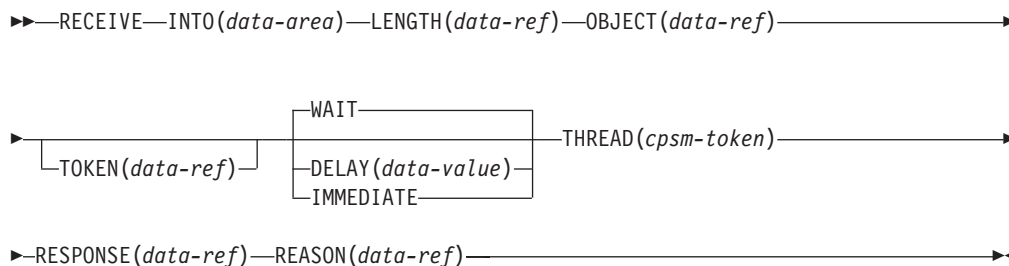 RECEIVE INTO(data-area) LENGTH(data-ref) OBJECT(data-ref)
WAIT
TOKEN(data-ref) DELAY(data-value) THREAD(cpsm-token)
IMMEDIATE
RESPONSE(data-ref) REASON(data-ref)